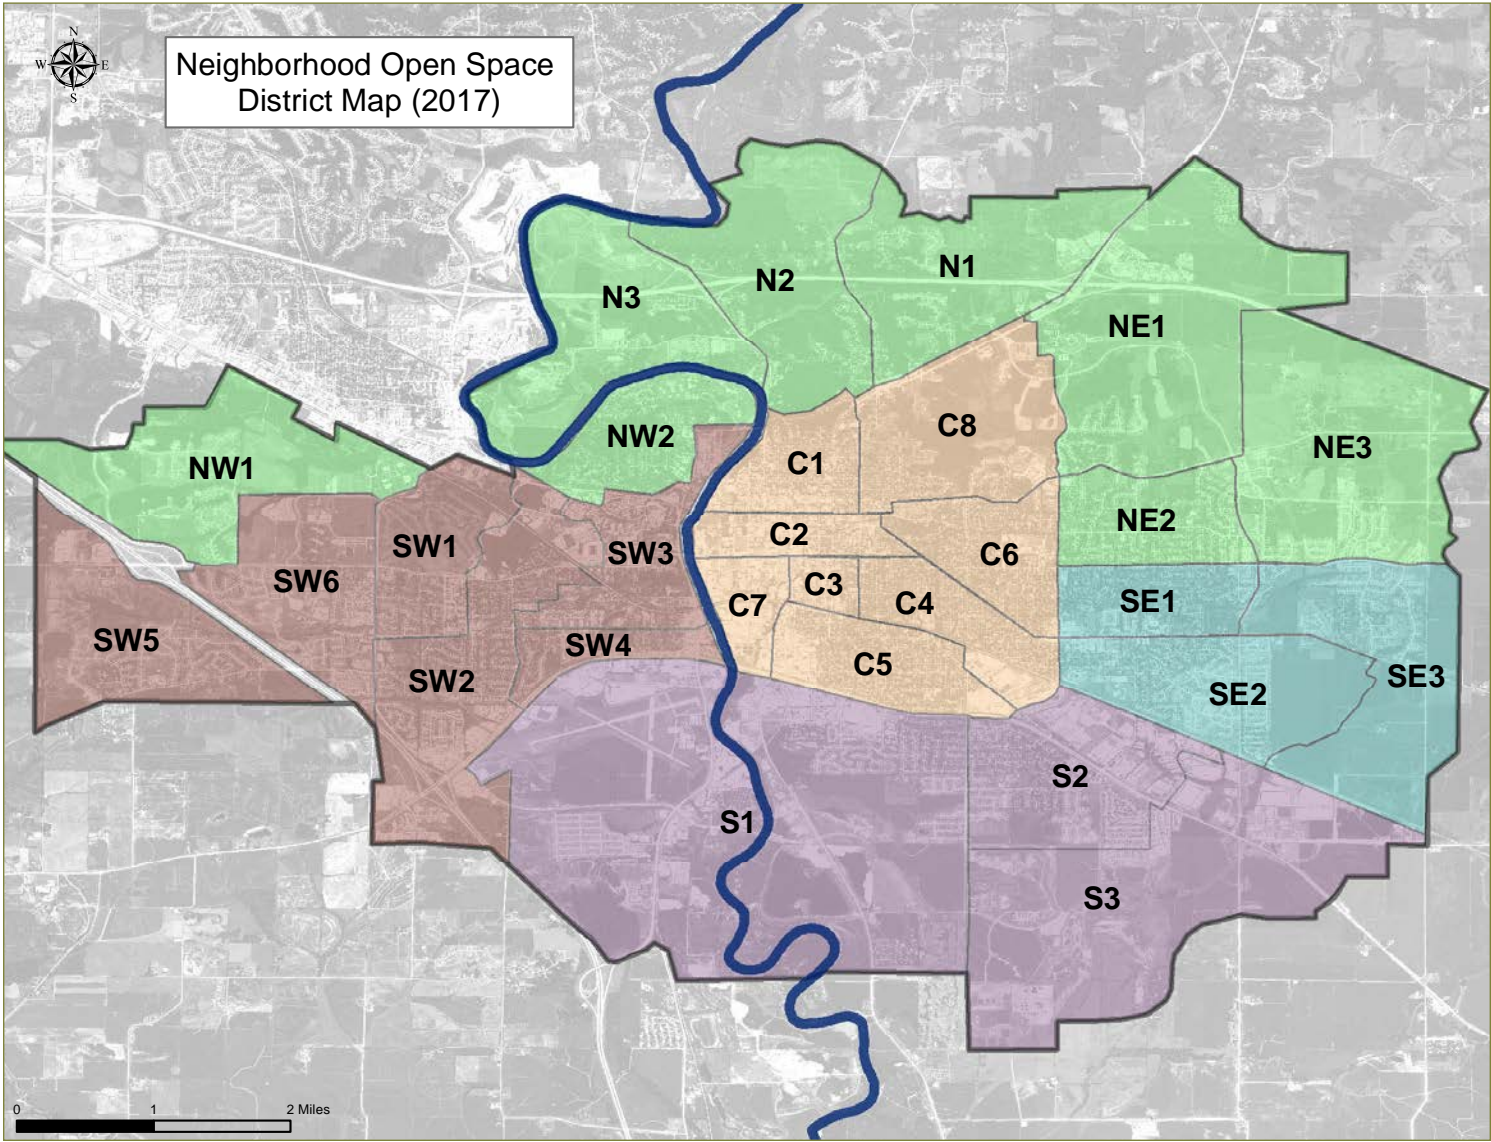 N
W E
S
Neighborhood Open Space
District Map (2017)
N1
N2
N3
NE1
C8
NW2
NE3
C1
NW1
NE2
C2
SW1
SW3
C6
SW6
C3
SE1
C7
C4
SW5
SW4
C5
SW2
SE3
SE2
S2
S1
S3
0 1 2 Miles